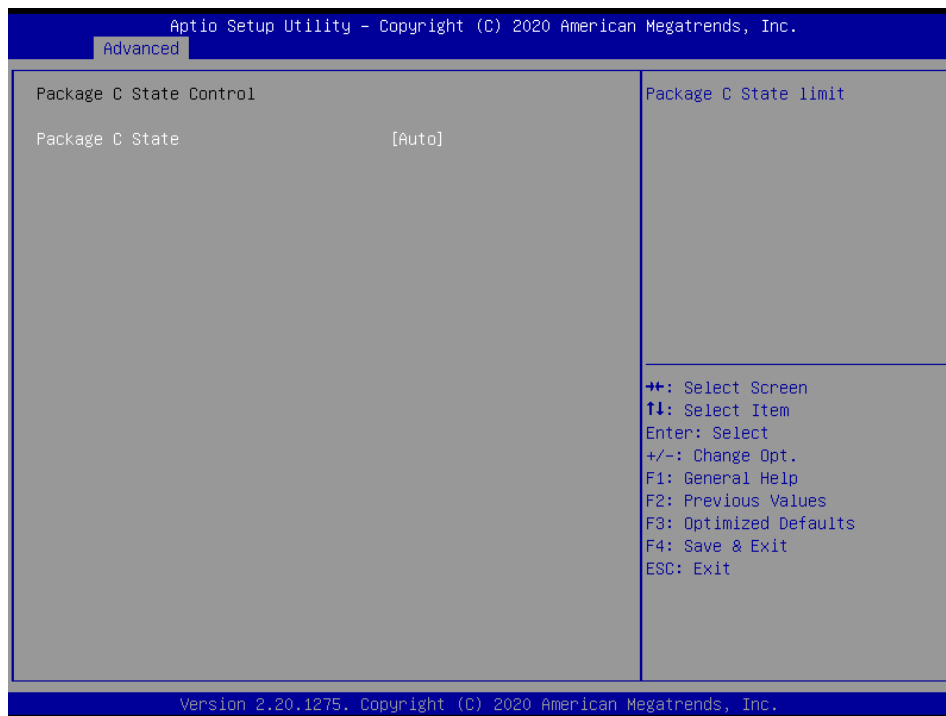 Aptio Setup Utility – Copyright (C) 2020 American Megatrends, Inc.
Advanced
Package C State Control
Package C State [Auto]
Package C State limit
→←: Select Screen
↑↓: Select Item
Enter: Select
+/-: Change Opt.
F1: General Help
F2: Previous Values
F3: Optimized Defaults
F4: Save & Exit
ESC: Exit
Version 2.20.1275. Copyright (C) 2020 American Megatrends, Inc.